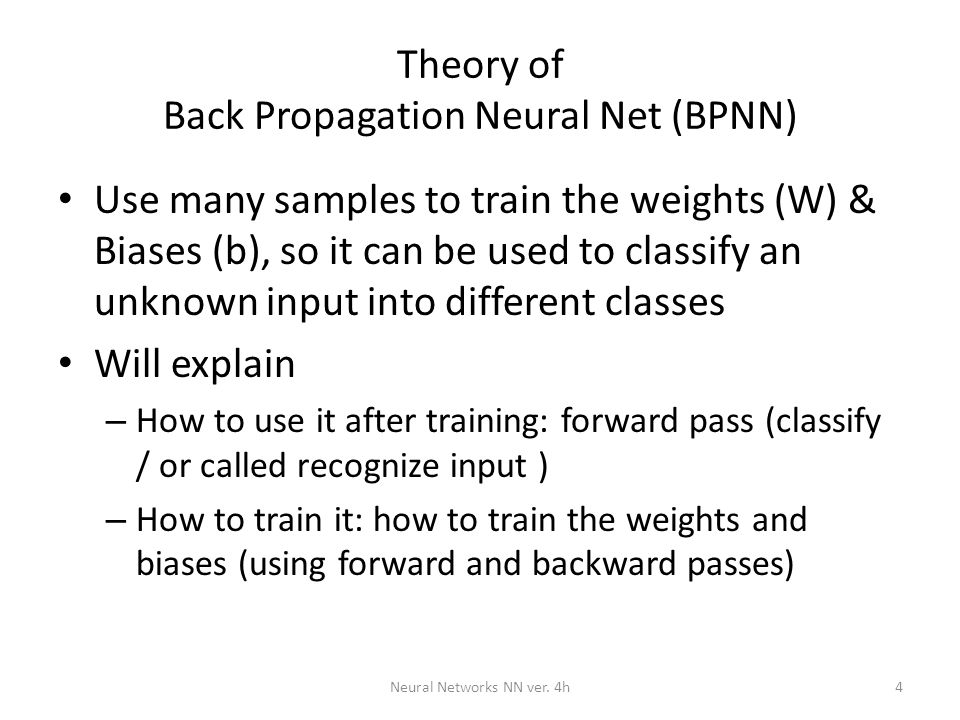 Theory of
Back Propagation Neural Net (BPNN)
• Use many samples to train the weights (W) &
Biases (b), so it can be used to classify an
unknown input into different classes
• Will explain
– How to use it after training: forward pass (classify
/ or called recognize input )
– How to train it: how to train the weights and
biases (using forward and backward passes)
Neural Networks NN ver. 4h
4